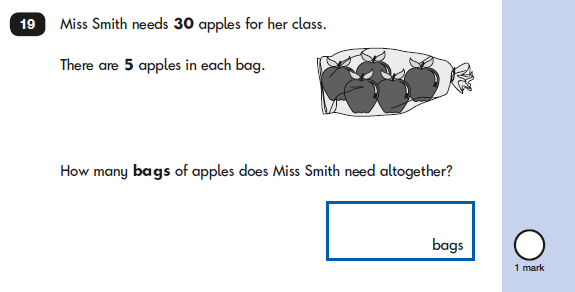 19 Miss Smith needs 30 apples for her class.
There are 5 apples in each bag.
How many bags of apples does Miss Smith need altogether?
bags
1 mark